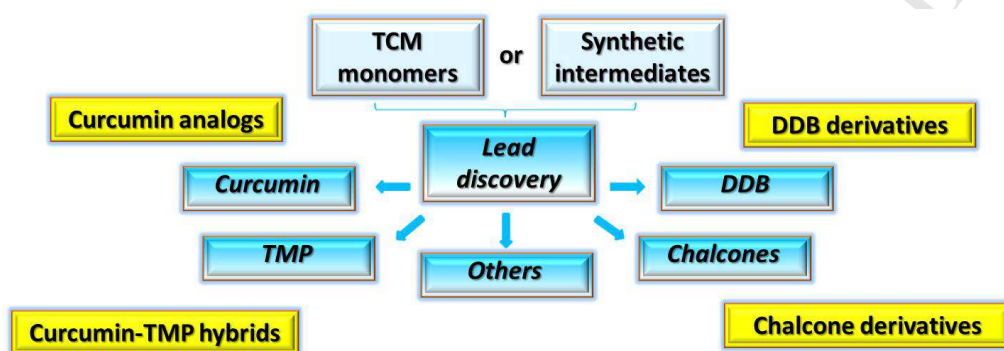 TCM
monomers
or
Synthetic
intermediates
Curcumin analogs
DDB derivatives
Lead
discovery
Curcumin
DDB
TMP
Others
Chalcones
Curcumin-TMP hybrids
Chalcone derivatives